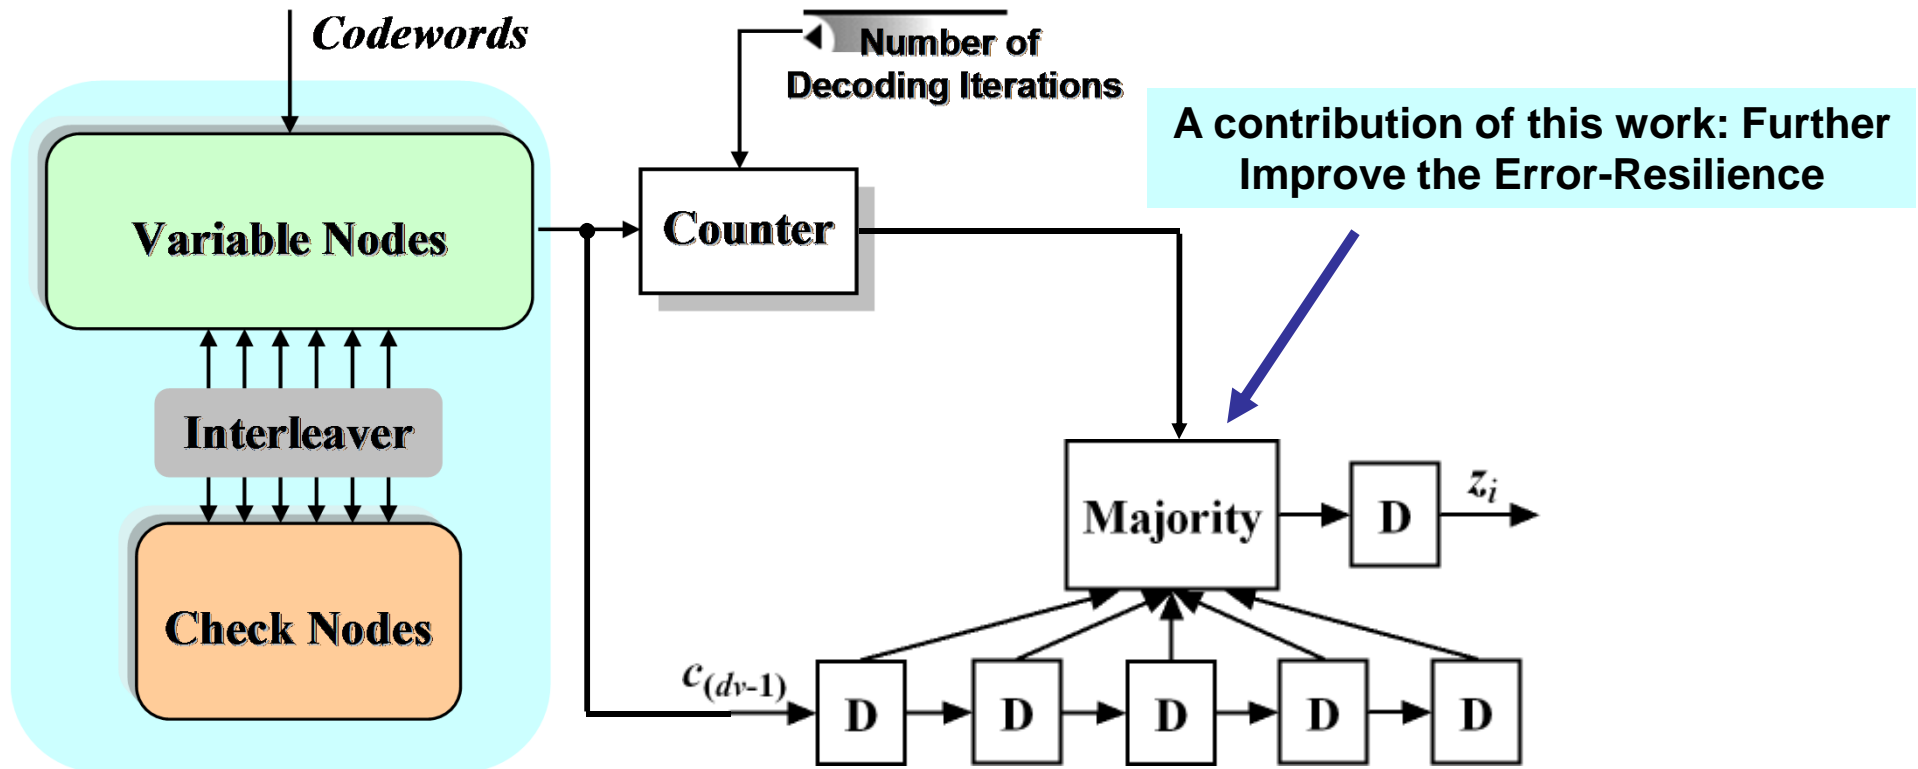 Codewords
Number of
Decoding Iterations
A contribution of this work: Further
Improve the Error-Resilience
Variable Nodes
Counter
Interleaver
Majority
D
z_i
Check Nodes
c_(dv-1)
D
D
D
D
D